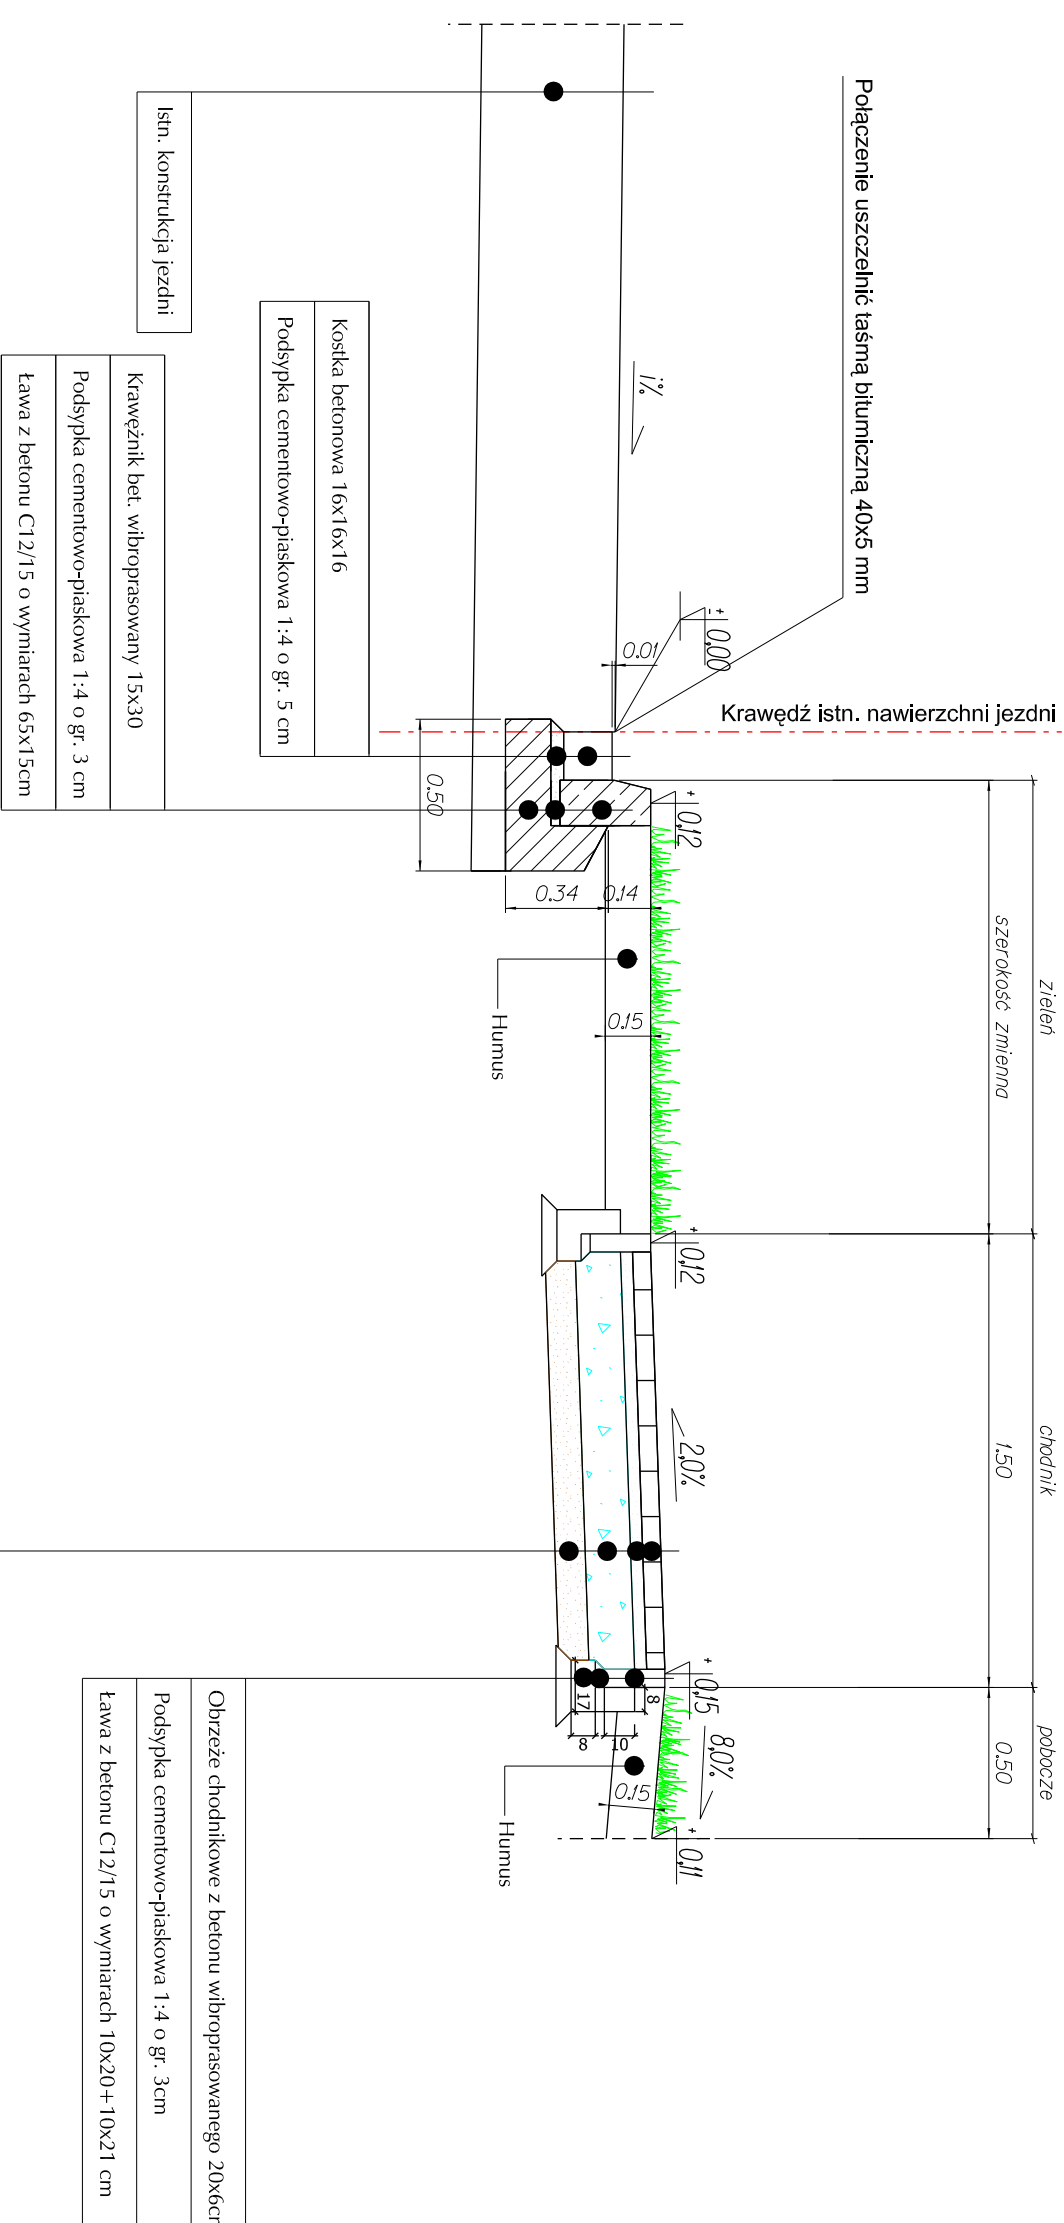 Połączenie uszczelnić taśmą bitumiczną 40x5 mm
Krawędź istn. nawierzchni jezdni
zieleń
chodnik
pobocze
szerokość zmienna
1.50
0.50
i%
± 0,00
0.01
+ 0,12
+ 0,12
2,0%
+ 0,15
8,0%
+ 0,11
0.50
0.34
0.14
0.15
Humus
8
17
10
8
0.15
Humus
Istn. konstrukcja jezdni
Kostka betonowa 16x16x16
Podsypka cementowo-piaskowa 1:4 o gr. 5 cm
Krawężnik bet. wibroprasowany 15x30
Podsypka cementowo-piaskowa 1:4 o gr. 3 cm
Ława z betonu C12/15 o wymiarach 65x15cm
Obrzeże chodnikowe z betonu wibroprasowanego 20x6c
Podsypka cementowo-piaskowa 1:4 o gr. 3cm
Ława z betonu C12/15 o wymiarach 10x20+10x21 cm